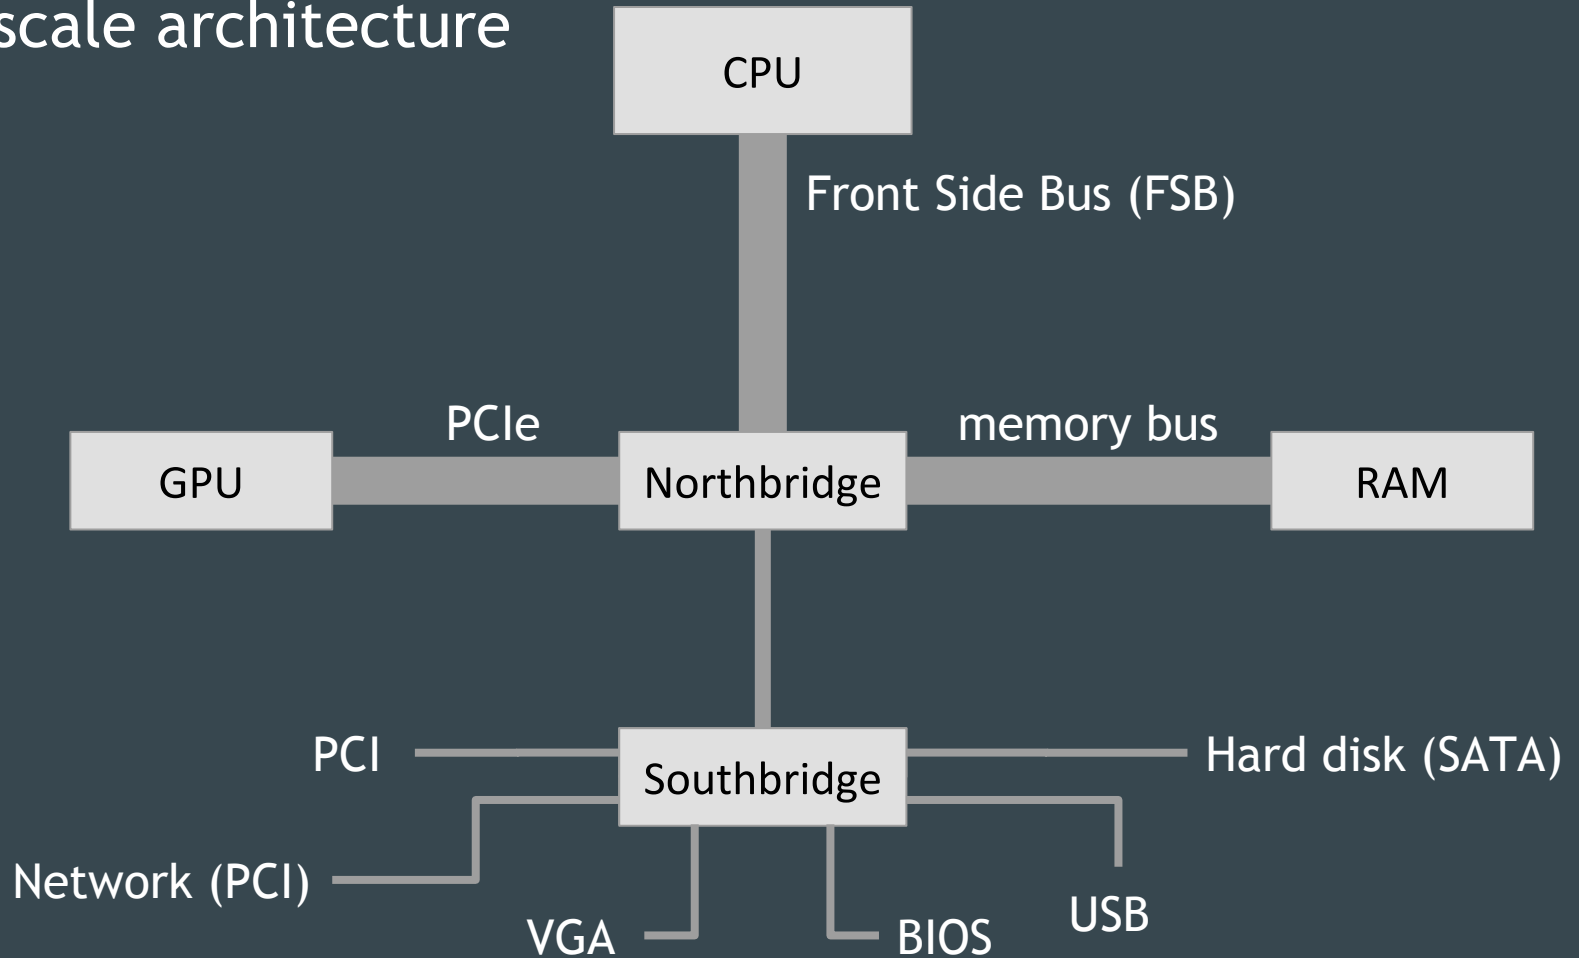 scale architecture
CPU
Front Side Bus (FSB)
PCIe
memory bus
GPU
Northbridge
RAM
PCI
Southbridge
Hard disk (SATA)
Network (PCI)
VGA
BIOS
USB